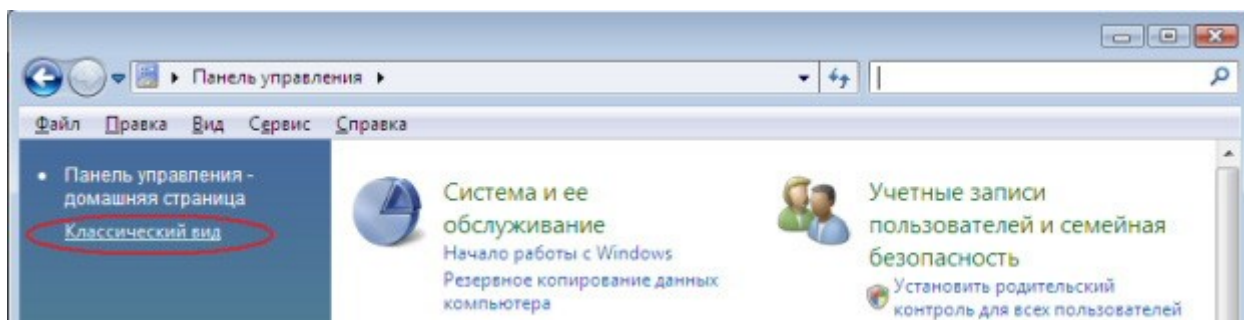 Панель управления
Файл Правка Вид Сервис Справка
Панель управления -
домашняя страница
Классический вид
Система и ее
обслуживание
Начало работы с Windows
Резервное копирование данных
компьютера
Учетные записи
пользователей и семейная
безопасность
Установить родительский
контроль для всех пользователей